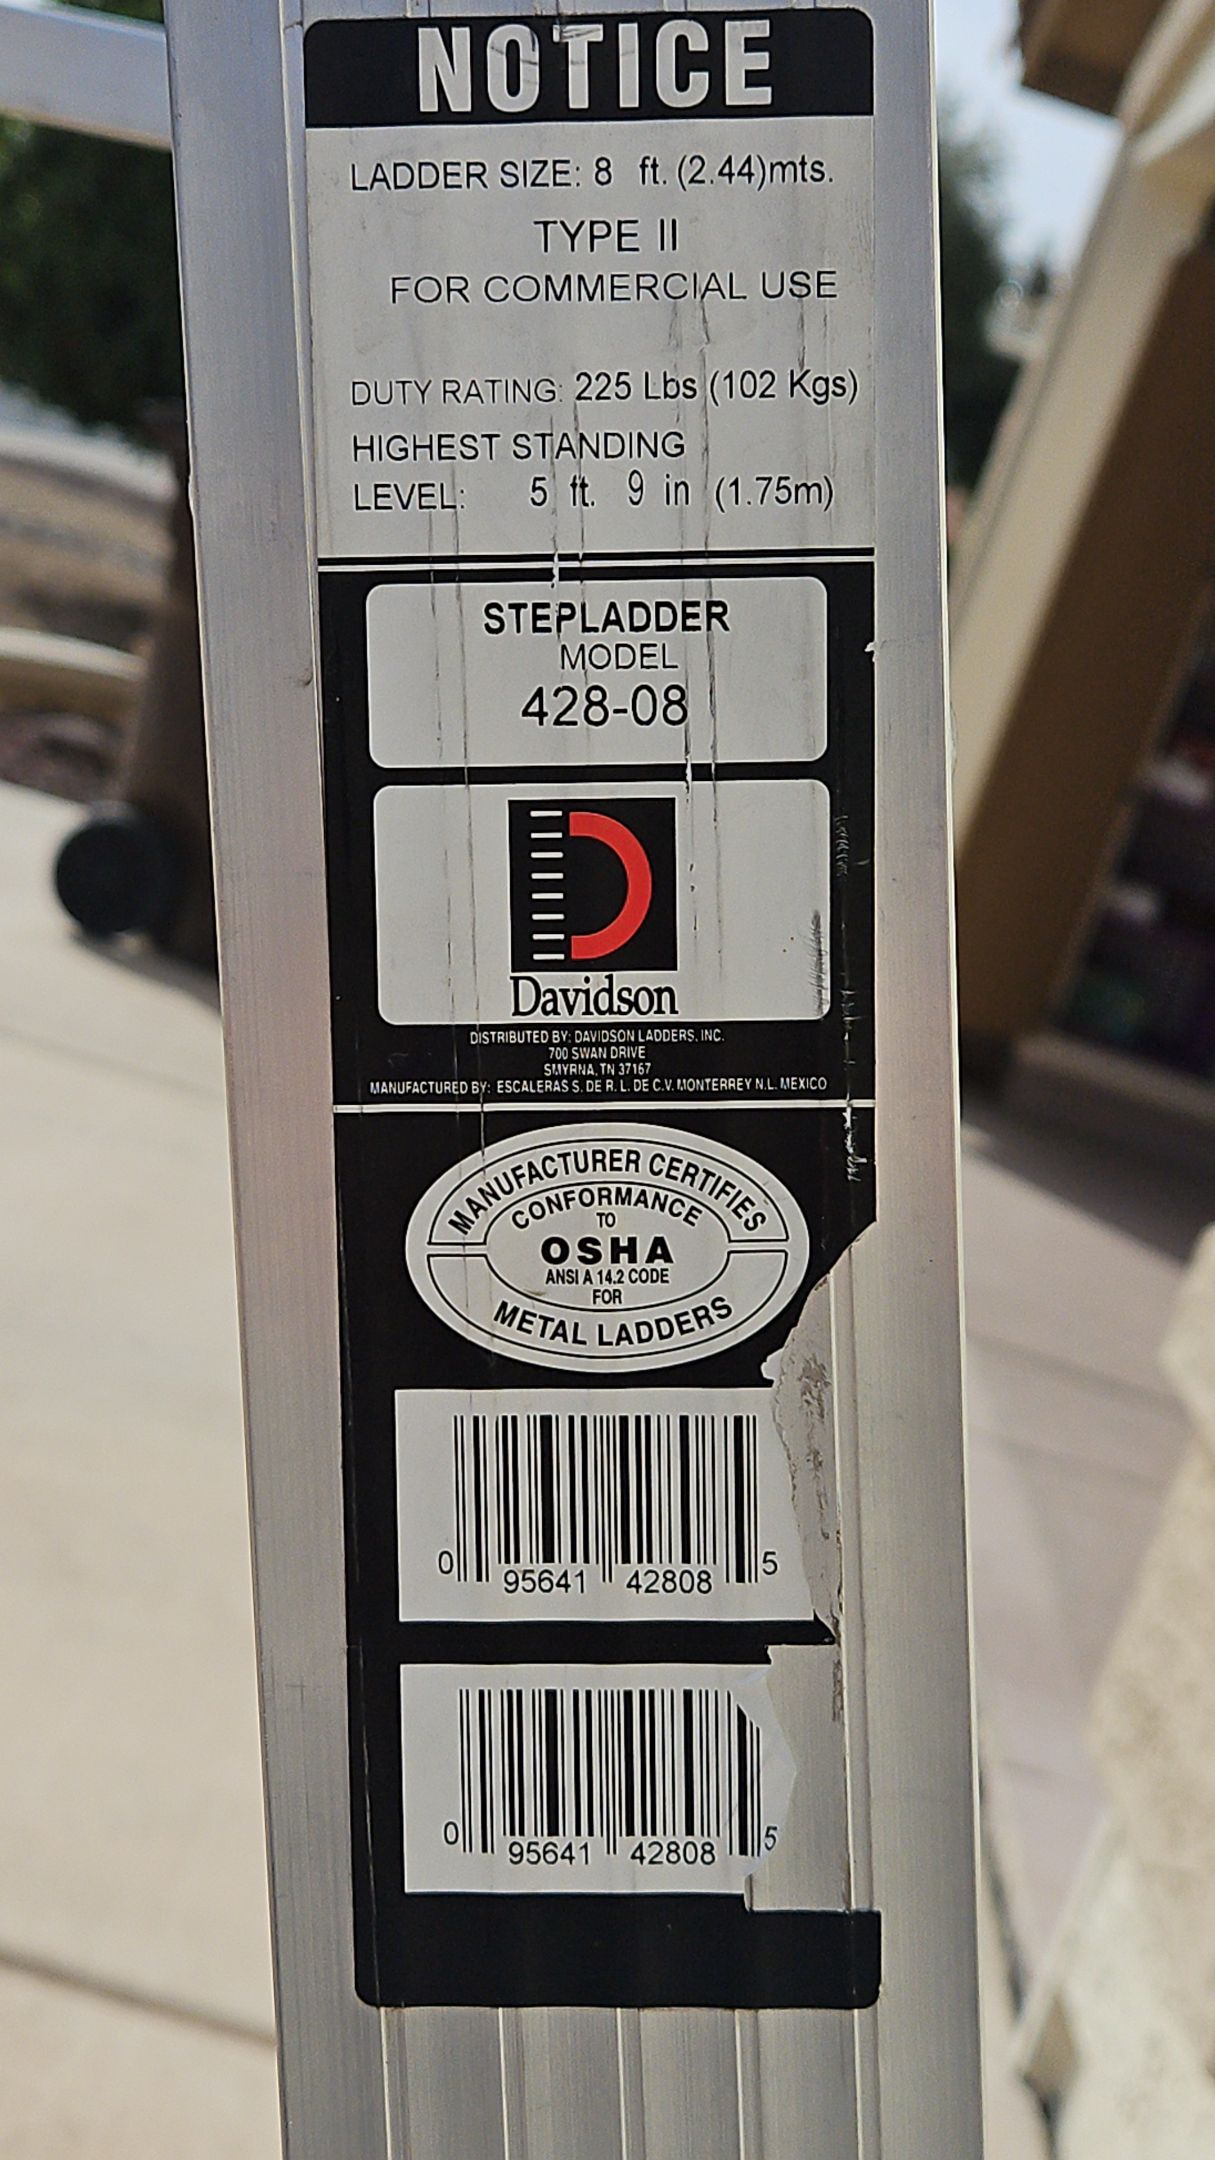 NOTICE
LADDER SIZE: 8 ft. (2.44)mts.
TYPE II
FOR COMMERCIAL USE
DUTY RATING: 225 Lbs (102 Kgs)
HIGHEST STANDING
LEVEL: 5 ft. 9 in (1.75m)
STEPLADDER
MODEL
428-08
Davidson
DISTRIBUTED BY: DAVIDSON LADDERS, INC.
700 SWAN DRIVE
SMYRNA, TN 37167
MANUFACTURED BY: ESCALERAS S. DE R. L. DE C.V. MONTERREY N.L. MEXICO
MANUFACTURER CERTIFIES
CONFORMANCE
TO
OSHA
ANSI A 14.2 CODE
FOR
METAL LADDERS
0 95641 42808 5
0 95641 42808 5